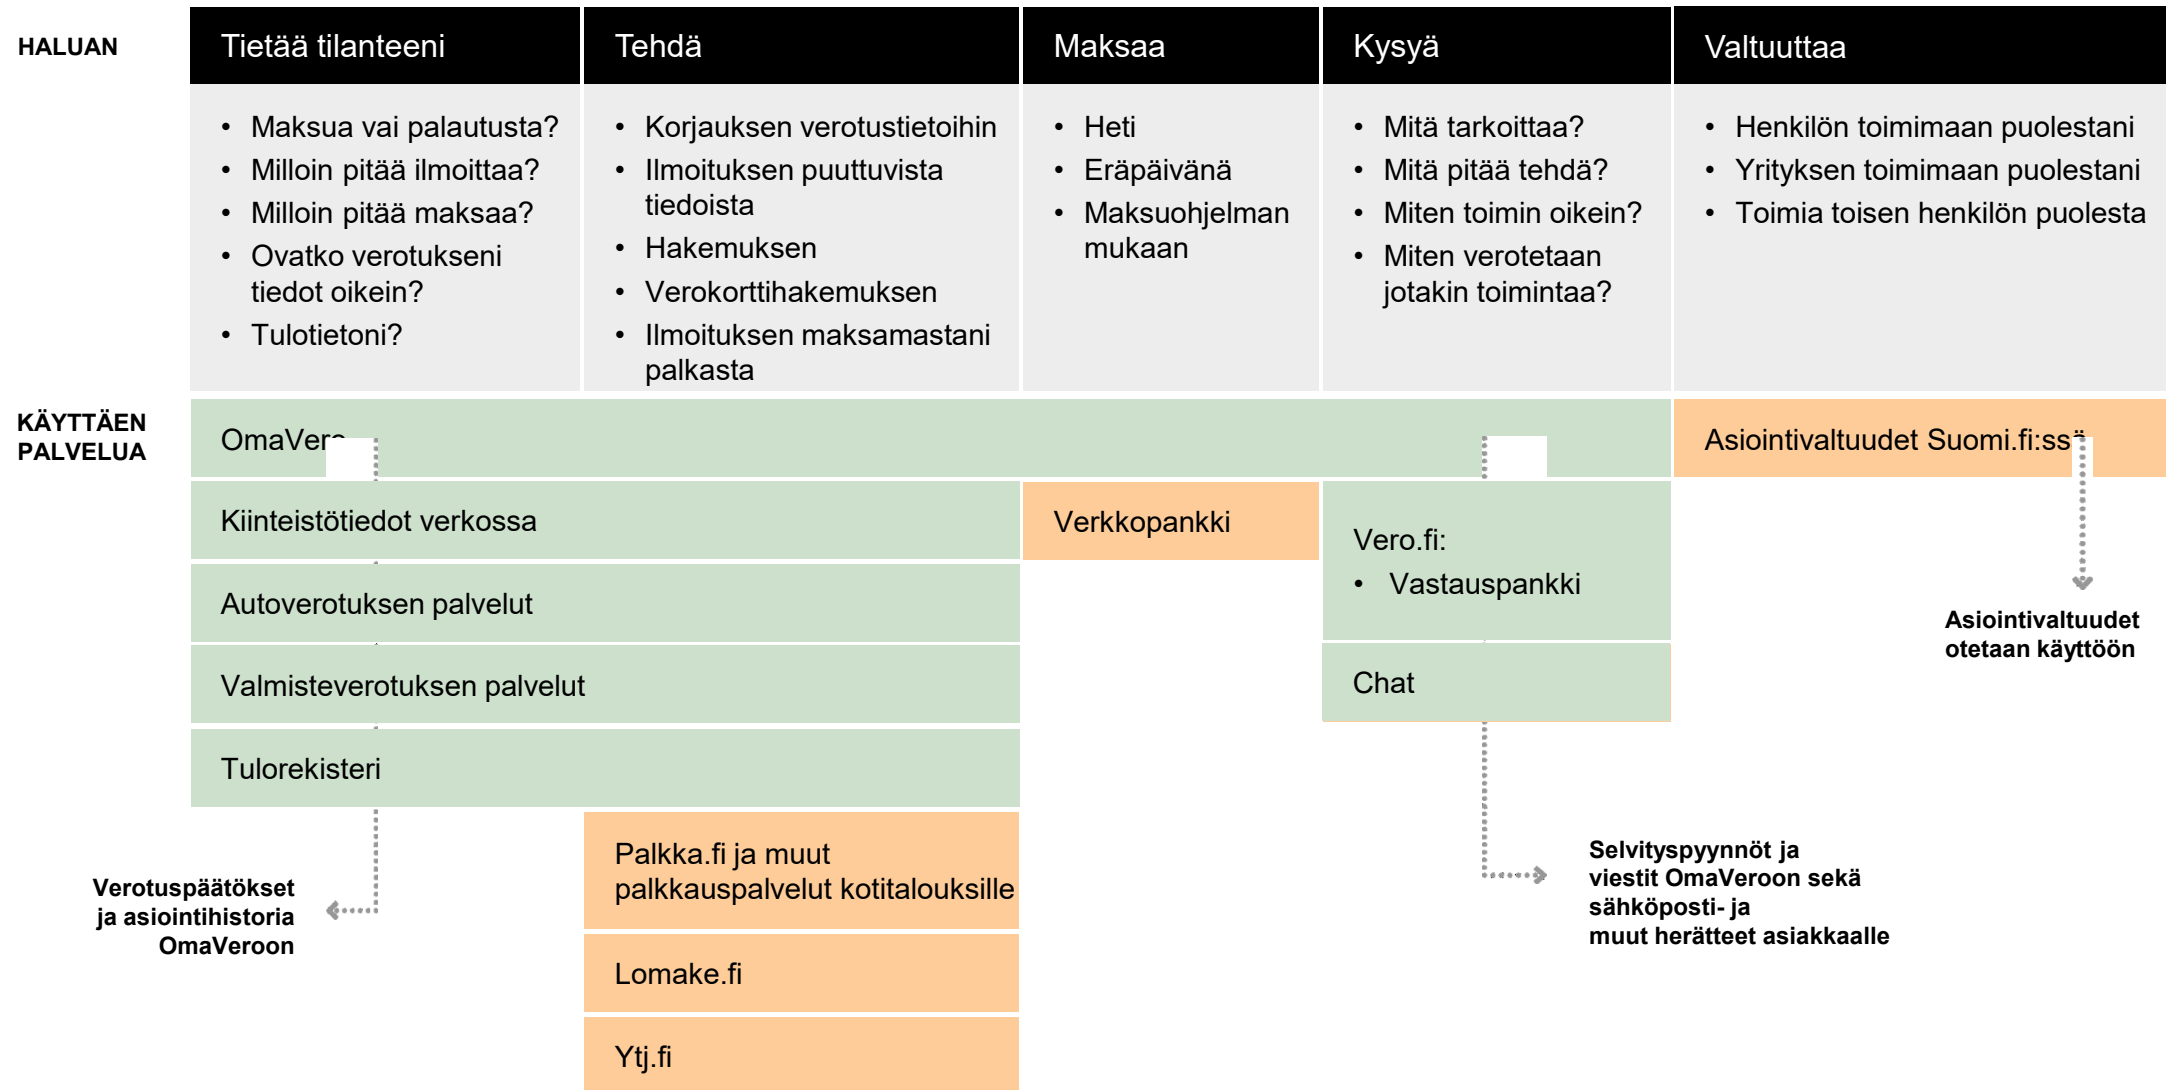 HALUAN
Tietää tilanteeni
Tehdä
Maksaa
Kysyä
Valtuuttaa
• Maksua vai palautusta?
• Milloin pitää ilmoittaa?
• Milloin pitää maksaa?
• Ovatko verotukseni
tiedot oikein?
• Tulotietoni?
• Korjauksen verotustietoihin
• Ilmoituksen puuttuvista
tiedoista
• Hakemuksen
• Verokorttihakemuksen
• Ilmoituksen maksamastani
palkasta
• Heti
• Eräpäivänä
• Maksuohjelman
mukaan
• Mitä tarkoittaa?
• Mitä pitää tehdä?
• Miten toimin oikein?
• Miten verotetaan
jotakin toimintaa?
• Henkilön toimimaan puolestani
• Yrityksen toimimaan puolestani
• Toimia toisen henkilön puolesta
KÄYTTÄEN
PALVELUA
OmaVero
Asiointivaltuudet Suomi.fi:ssä
Kiinteistötiedot verkossa
Verkkopankki
Vero.fi:
• Vastauspankki
Autoverotuksen palvelut
Asiointivaltuudet
otetaan käyttöön
Valmisteverotuksen palvelut
Chat
Tulorekisteri
Palkka.fi ja muut
palkkauspalvelut kotitalouksille
Verotuspäätökset
ja asiointihistoria
OmaVeroon
Selvityspyynnöt ja
viestit OmaVeroon sekä
sähköposti- ja
muut herätteet asiakkaalle
Lomake.fi
Ytj.fi